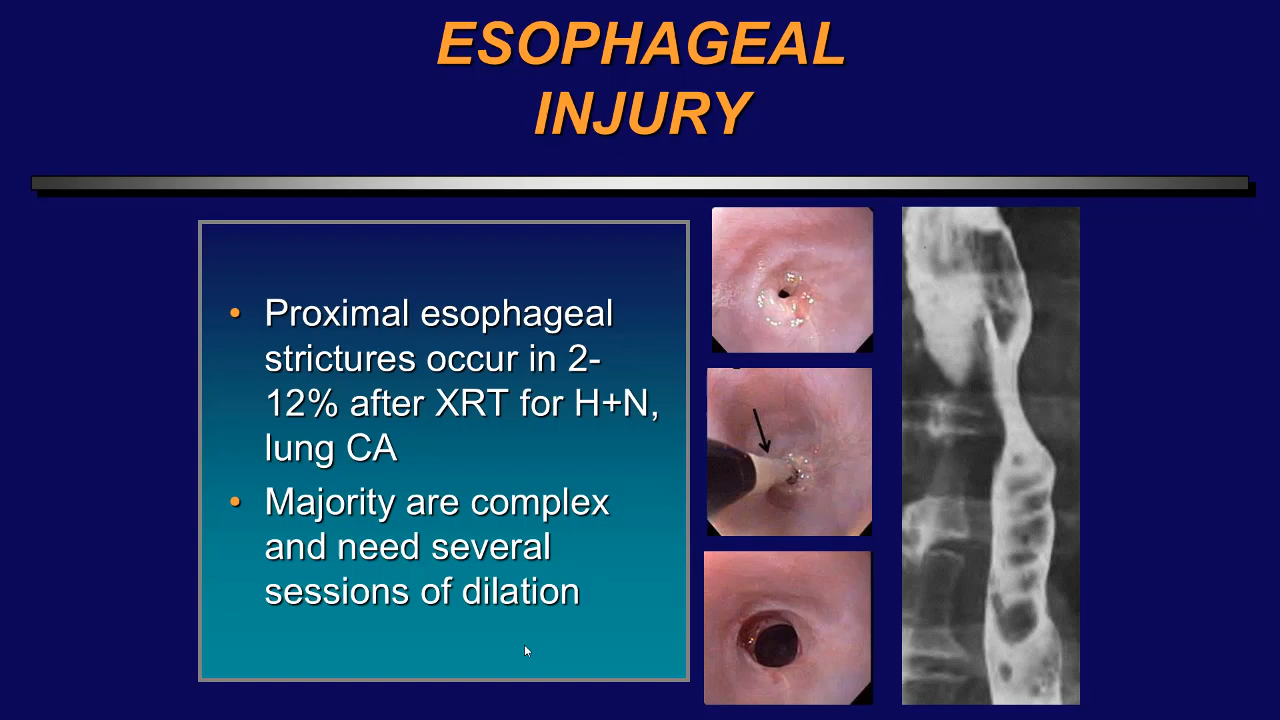 ESOPHAGEAL
INJURY
• Proximal esophageal
strictures occur in 2-
12% after XRT for H+N,
lung CA
• Majority are complex
and need several
sessions of dilation